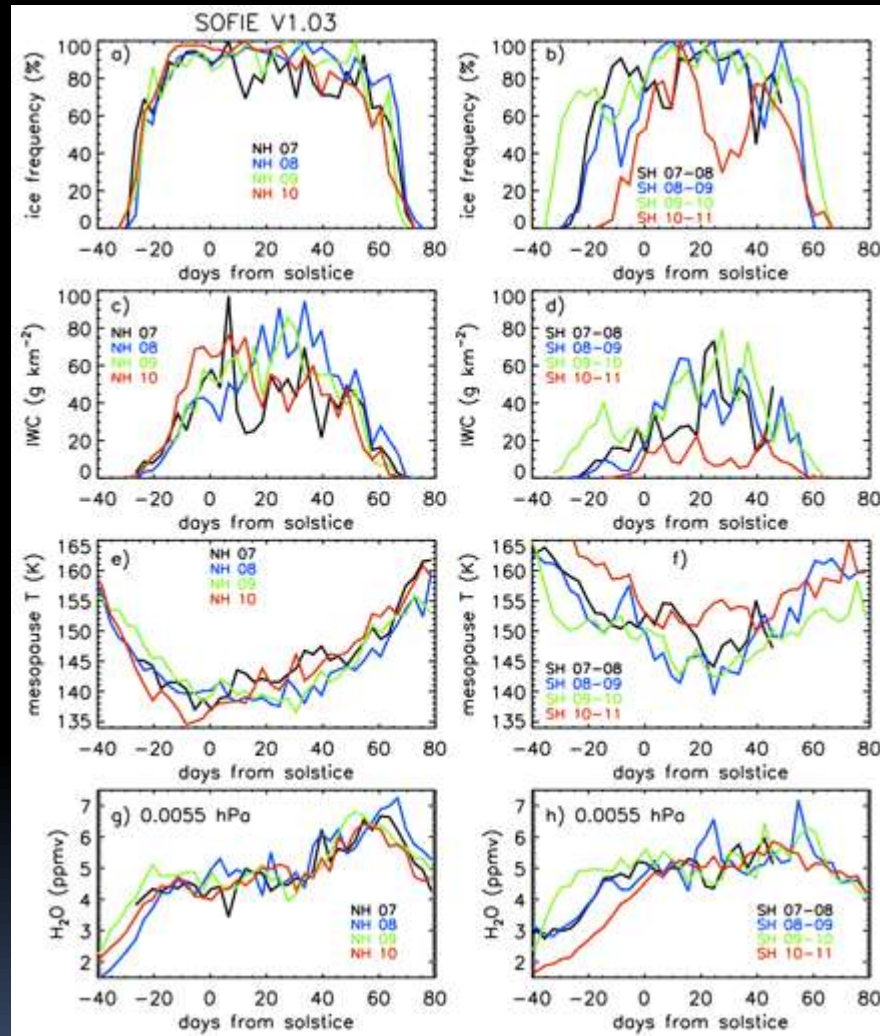 SOFIE V1.03
a)
ice frequency (%)
100
80
60
40
20
0
NH 07
NH 08
NH 09
NH 10
-40 -20 0 20 40 60 80
days from solstice
b)
ice frequency (%)
100
80
60
40
20
0
SH 07-08
SH 08-09
SH 09-10
SH 10-11
-40 -20 0 20 40 60 80
days from solstice
c)
IWC (g km⁻²)
100
80
60
40
20
0
NH 07
NH 08
NH 09
NH 10
-40 -20 0 20 40 60 80
days from solstice
d)
IWC (g km⁻²)
100
80
60
40
20
0
SH 07-08
SH 08-09
SH 09-10
SH 10-11
-40 -20 0 20 40 60 80
days from solstice
e)
mesopouse T (K)
165
160
155
150
145
140
135
NH 07
NH 08
NH 09
NH 10
-40 -20 0 20 40 60 80
days from solstice
f)
mesopouse T (K)
165
160
155
150
145
140
135
SH 07-08
SH 08-09
SH 09-10
SH 10-11
-40 -20 0 20 40 60 80
days from solstice
g) 0.0055 hPa
H₂O (ppmv)
7
6
5
4
3
2
NH 07
NH 08
NH 09
NH 10
-40 -20 0 20 40 60 80
days from solstice
h) 0.0055 hPa
H₂O (ppmv)
7
6
5
4
3
2
SH 07-08
SH 08-09
SH 09-10
SH 10-11
-40 -20 0 20 40 60 80
days from solstice